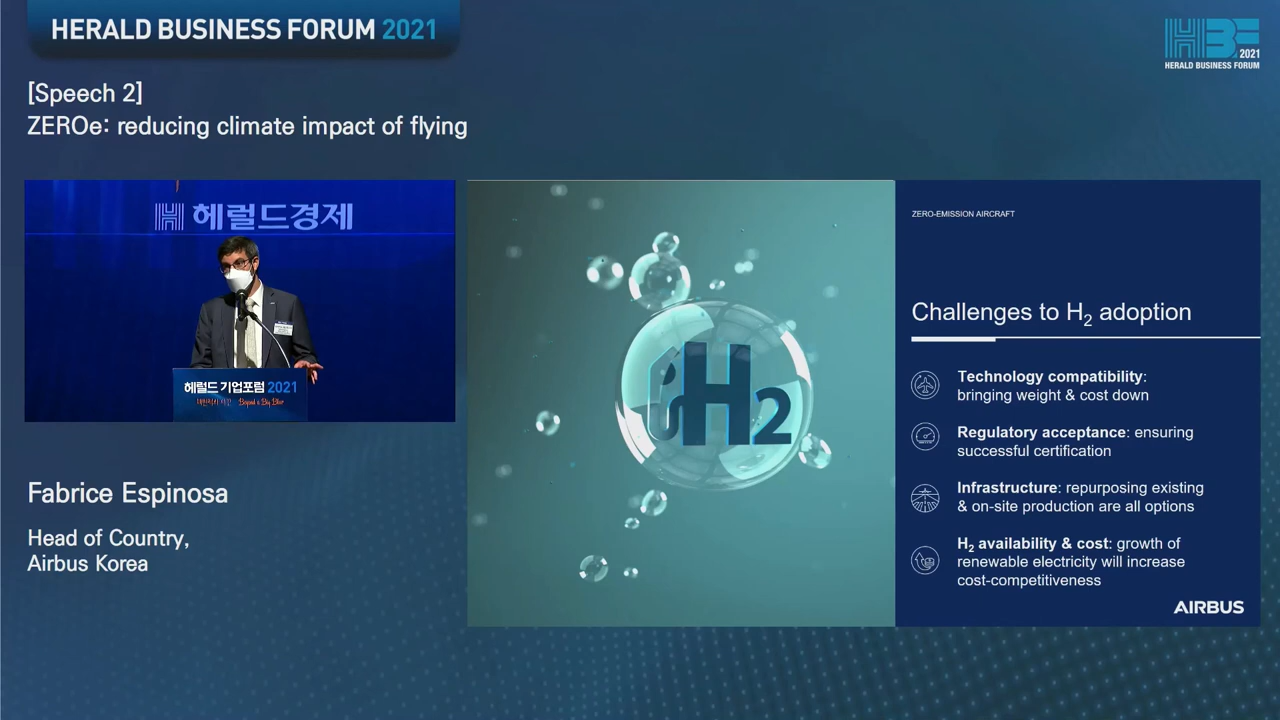 HERALD BUSINESS FORUM 2021
HBF 2021
HERALD BUSINESS FORUM
[Speech 2]
ZEROe: reducing climate impact of flying
헤럴드경제
헤럴드 기업포럼 2021
Beyond a Big Blur
Fabrice Espinosa
Head of Country,
Airbus Korea
H2
ZERO-EMISSION AIRCRAFT
Challenges to H₂ adoption
Technology compatibility:
bringing weight & cost down
Regulatory acceptance: ensuring
successful certification
Infrastructure: repurposing existing
& on-site production are all options
H₂ availability & cost: growth of
renewable electricity will increase
cost-competitiveness
AIRBUS